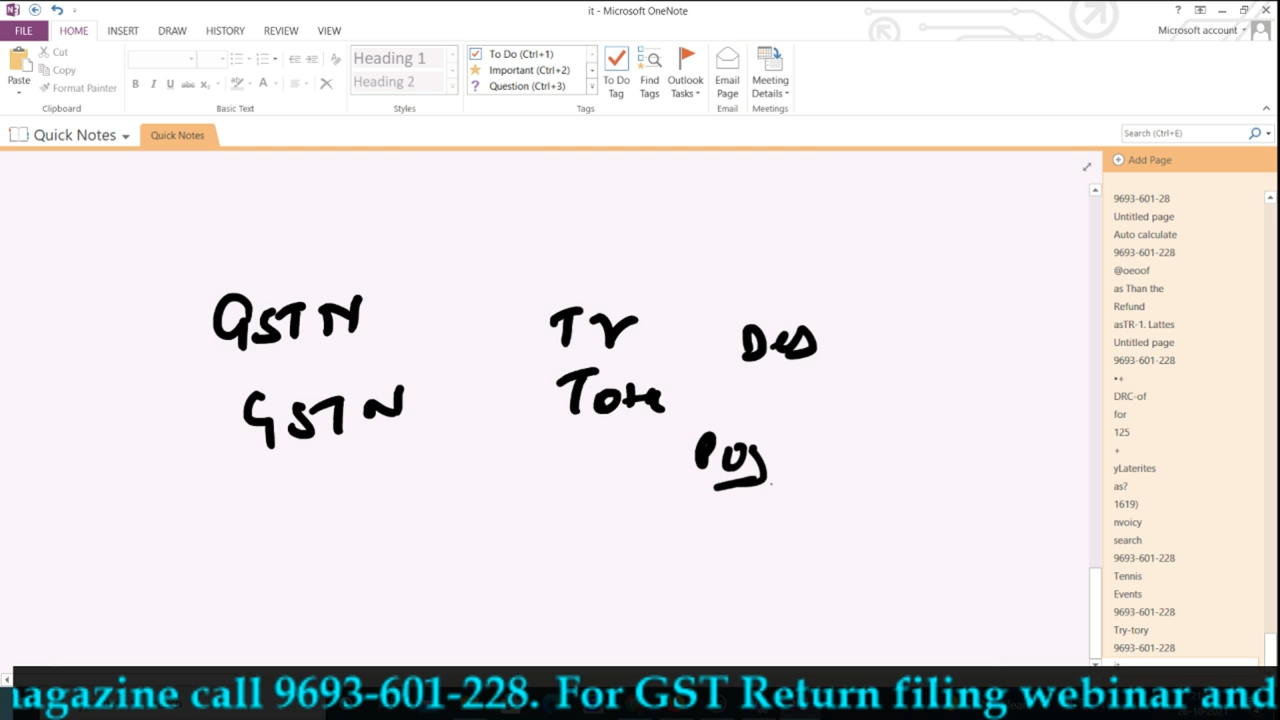 it - Microsoft OneNote
?
FILE HOME INSERT DRAW HISTORY REVIEW VIEW
Microsoft account
Paste
Cut
Copy
Format Painter
Clipboard
B I U abc X₂ A
Basic Text
Heading 1
Heading 2
Styles
To Do (Ctrl+1)
Important (Ctrl+2)
Question (Ctrl+3)
Tags
To Do Tag
Find Tags
Outlook Tasks
Email Page
Email
Meeting Details
Meetings
Quick Notes
Quick Notes
Search (Ctrl+E)
Add Page
GSTN
GSTN
9693-601-28
Untitled page
Auto calculate
9693-601-228
@oeoof
as Than the
Refund
asTR-1. Lattes
Untitled page
9693-601-228
•+
DRC-of
for
125
+
yLaterites
as?
1619)
nvoicy
search
9693-601-228
Tennis
Events
9693-601-228
Try-tory
9693-601-228
it
magazine call 9693-601-228. For GST Return filing webinar and